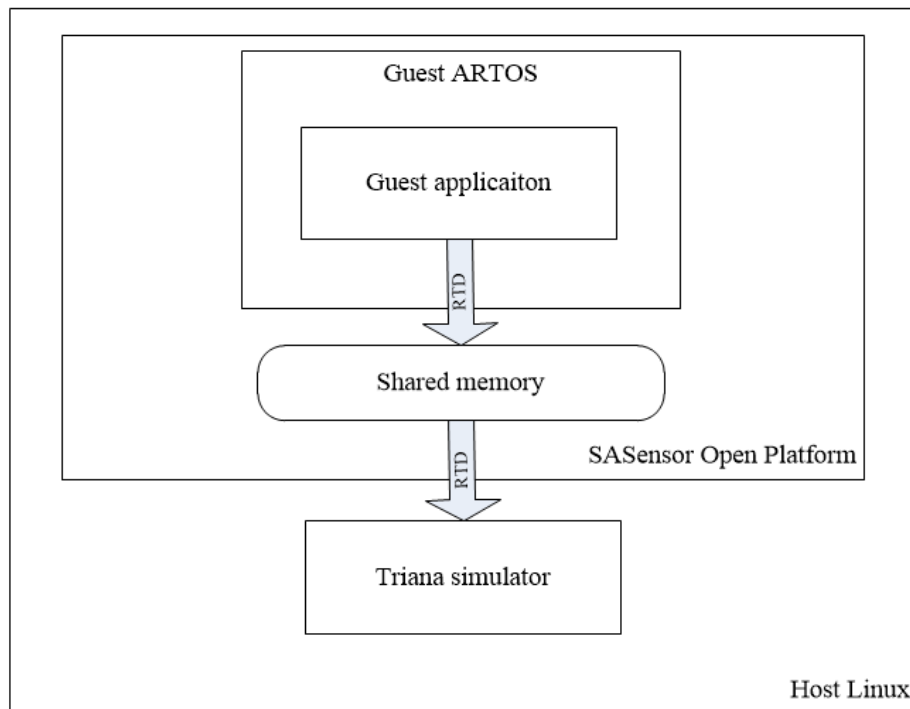 Guest ARTOS
Guest applicaiton
RTD
Shared memory
SASensor Open Platform
RTD
Triana simulator
Host Linux